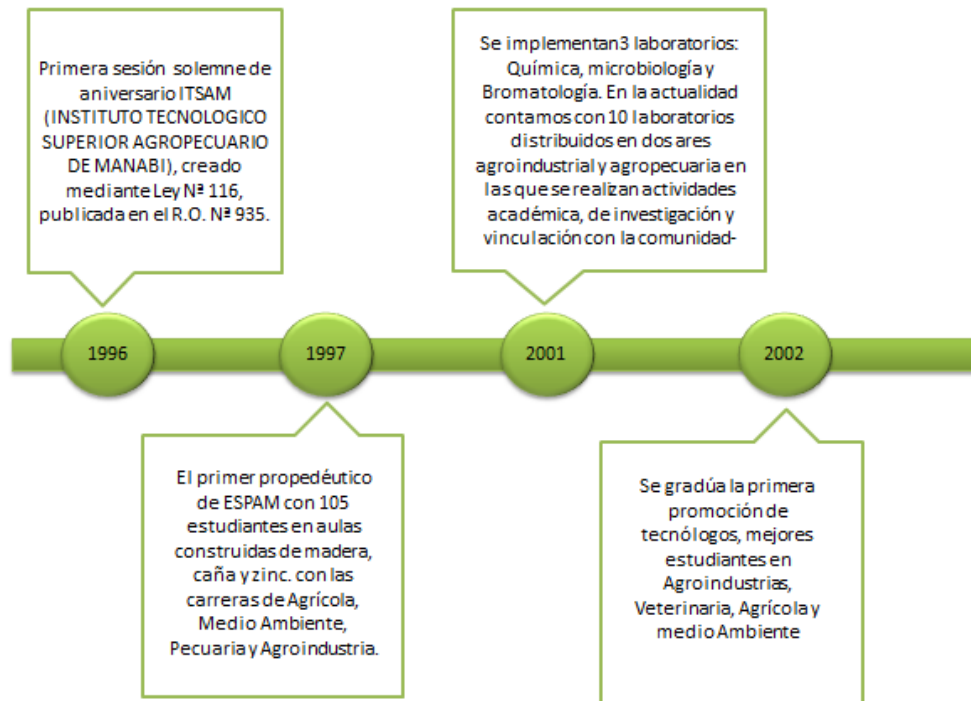 Primera sesión solemne de
aniversario ITSAM
(INSTITUTO TECNOLOGICO
SUPERIOR AGROPECUARIO
DE MANABI), creado
mediante Ley Nª 116,
publicada en el R.O. Nª 935.
Se implementan 3 laboratorios:
Química, microbiología y
Bromatología. En la actualidad
contamos con 10 laboratorios
distribuidos en dos ares
agroindustrial y agropecuaria en
las que se realizan actividades
académica, de investigación y
vinculación con la comunidad-
1996
1997
2001
2002
El primer propedéutico
de ESPAM con 105
estudiantes en aulas
construidas de madera,
caña y zinc. con las
carreras de Agrícola,
Medio Ambiente,
Pecuaria y Agroindustria.
Se gradúa la primera
promoción de
tecnólogos, mejores
estudiantes en
Agroindustrias,
Veterinaria, Agrícola y
medio Ambiente